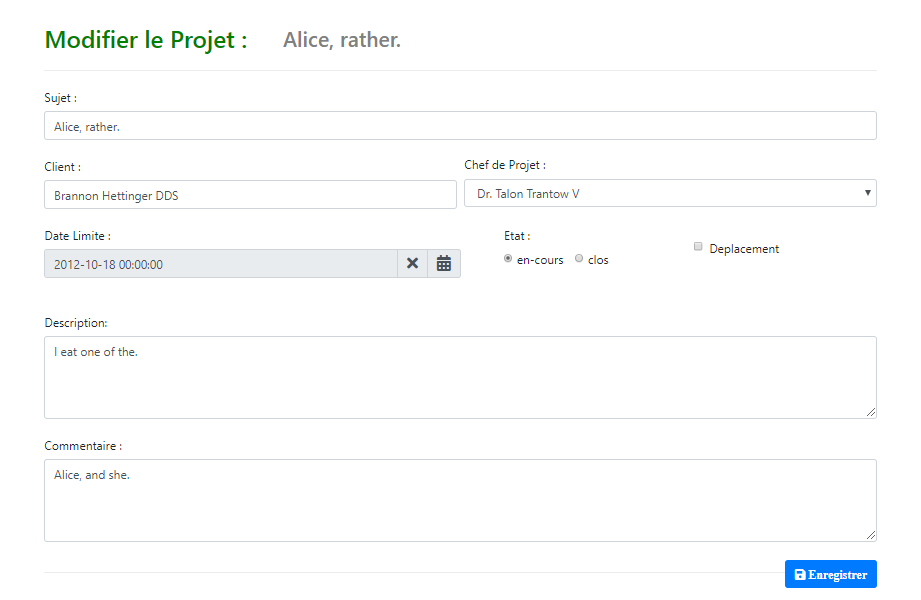 Modifier le Projet : Alice, rather.
Sujet :
Alice, rather.
Client : Chef de Projet :
Brannon Hettinger DDS Dr. Talon Trantow V
Date Limite : Etat : Deplacement
2012-10-18 00:00:00 en-cours clos
Description:
I eat one of the.
Commentaire :
Alice, and she.
Enregistrer